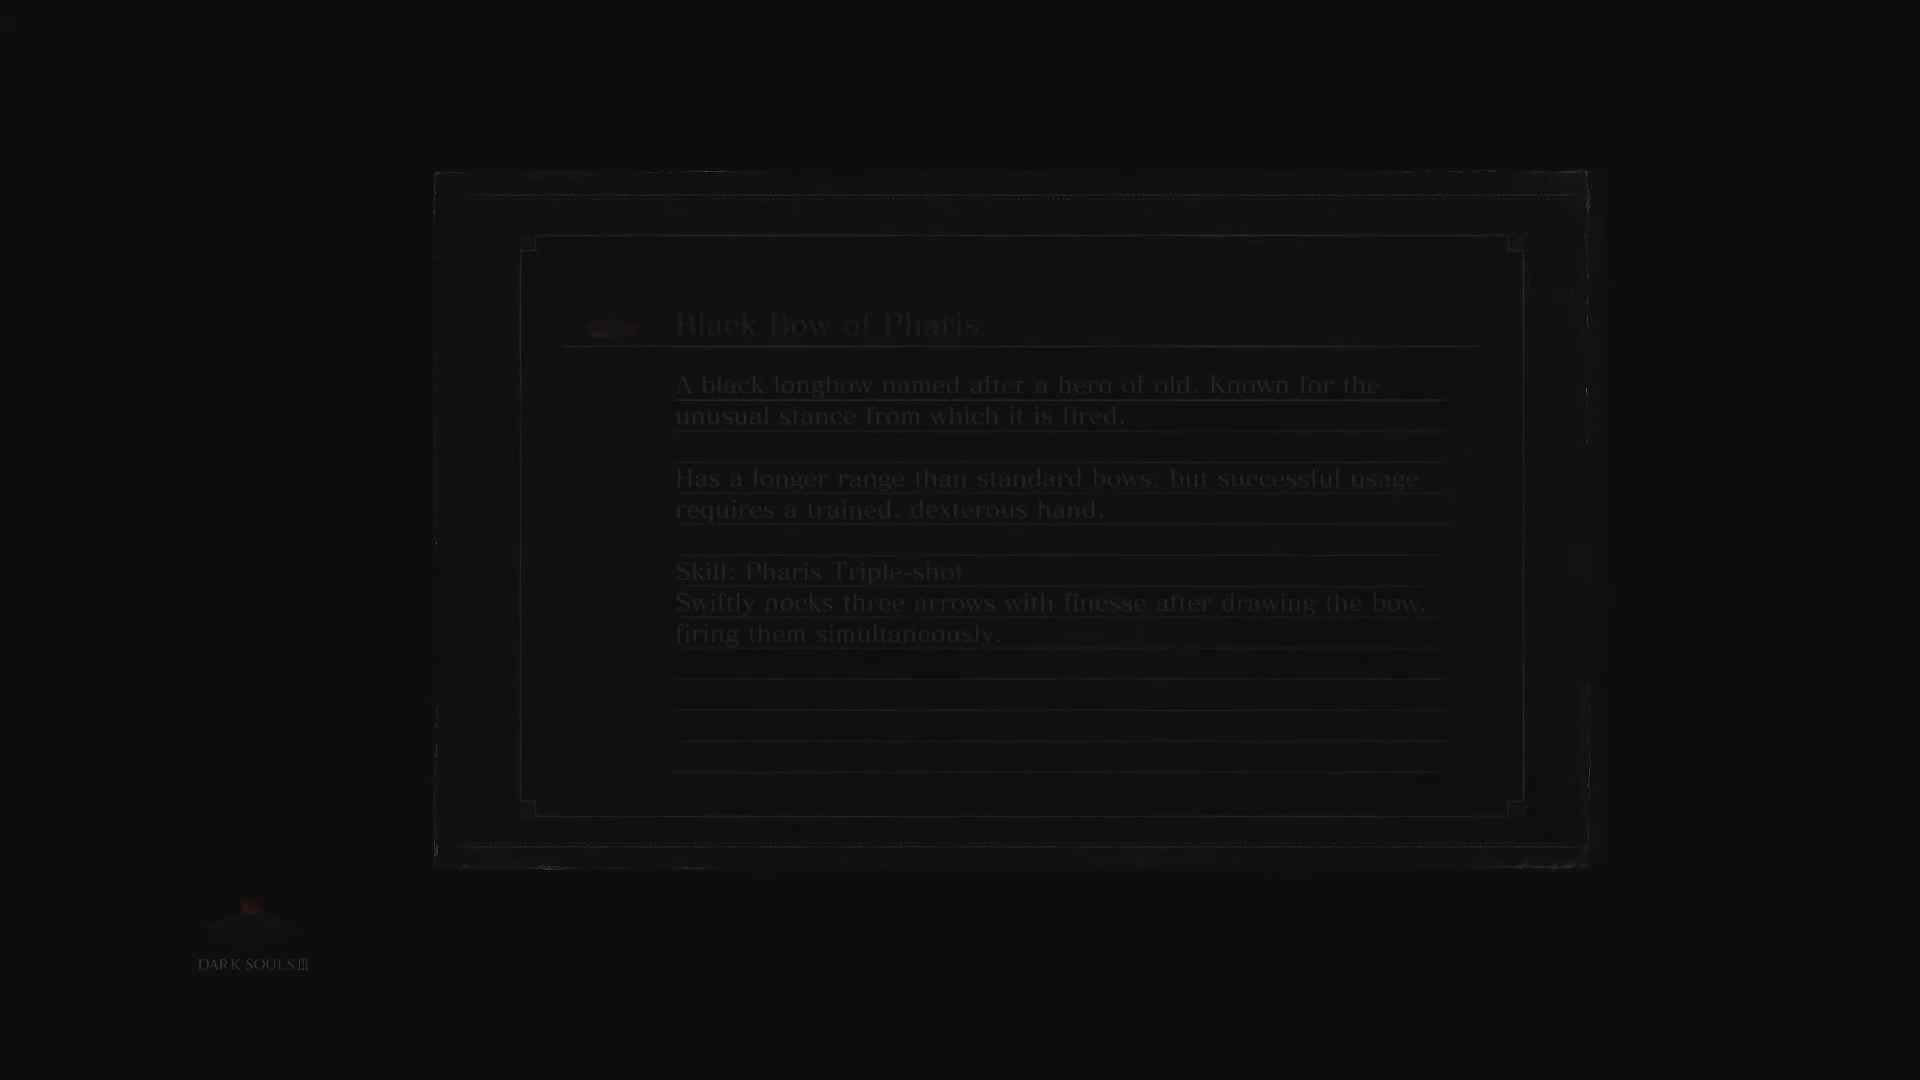 Black Bow of Pharis
A black longbow named after a hero of old. Known for the
unusual stance from which it is fired.
Has a longer range than standard bows, but successful usage
requires a trained, dexterous hand.
Skill: Pharis Triple-shot
Swiftly nocks three arrows with finesse after drawing the bow,
firing them simultaneously.
DARK SOULS III